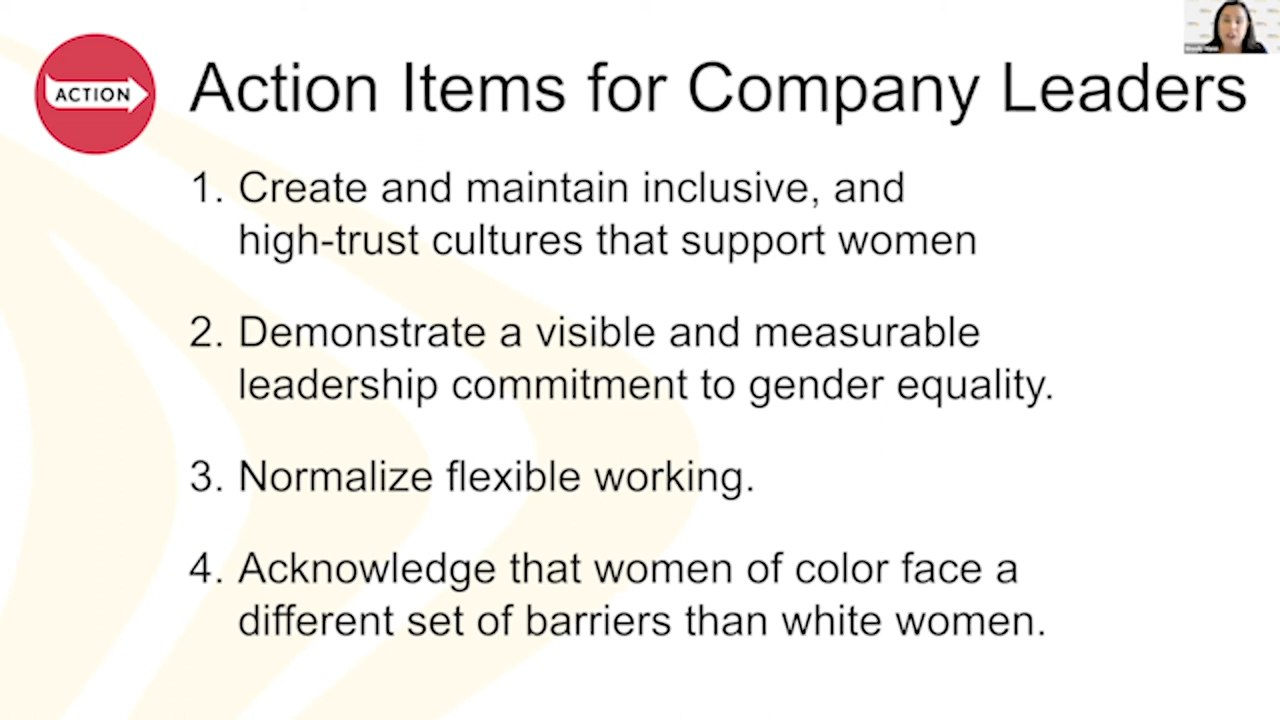 ACTION
Action Items for Company Leaders
1. Create and maintain inclusive, and
high-trust cultures that support women
2. Demonstrate a visible and measurable
leadership commitment to gender equality.
3. Normalize flexible working.
4. Acknowledge that women of color face a
different set of barriers than white women.